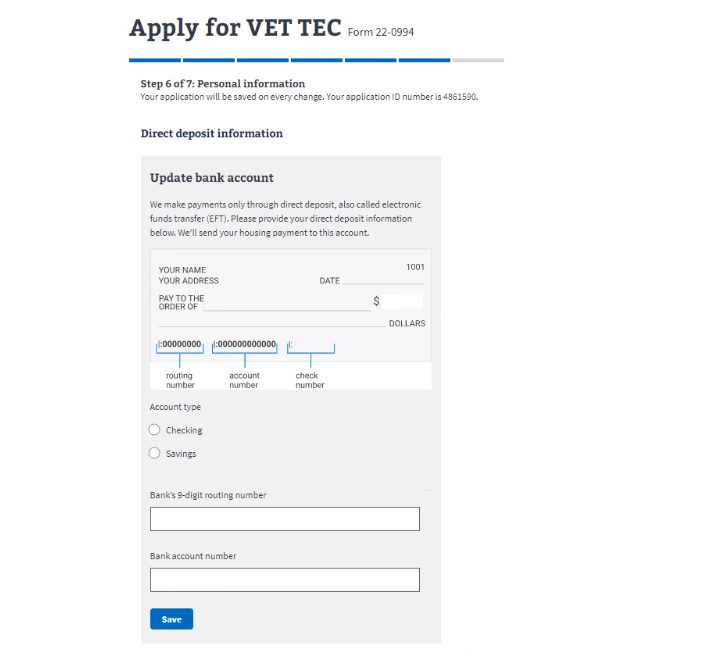 Apply for VET TEC Form 22-0994
Step 6 of 7: Personal information
Your application will be saved on every change. Your application ID number is 4861590.
Direct deposit information
Update bank account
We make payments only through direct deposit, also called electronic
funds transfer (EFT). Please provide your direct deposit information
below. We'll send your housing payment to this account.
1001
YOUR NAME
YOUR ADDRESS
DATE
PAY TO THE
ORDER OF
$
DOLLARS
|:00000000 |:000000000000 |:
routing
number
account
number
check
number
Account type
Checking
Savings
Bank's 9-digit routing number
Bank account number
Save